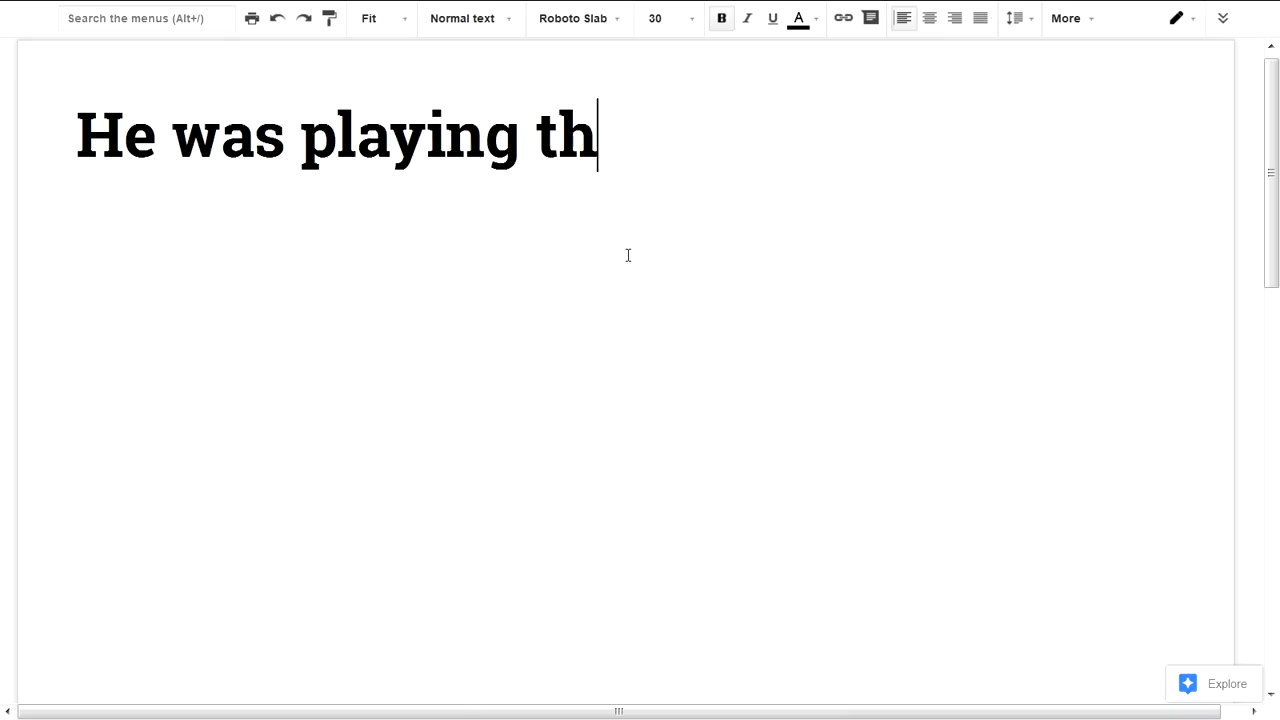 Search the menus (Alt+/) Fit Normal text Roboto Slab 30 B I U A More
He was playing th
Explore